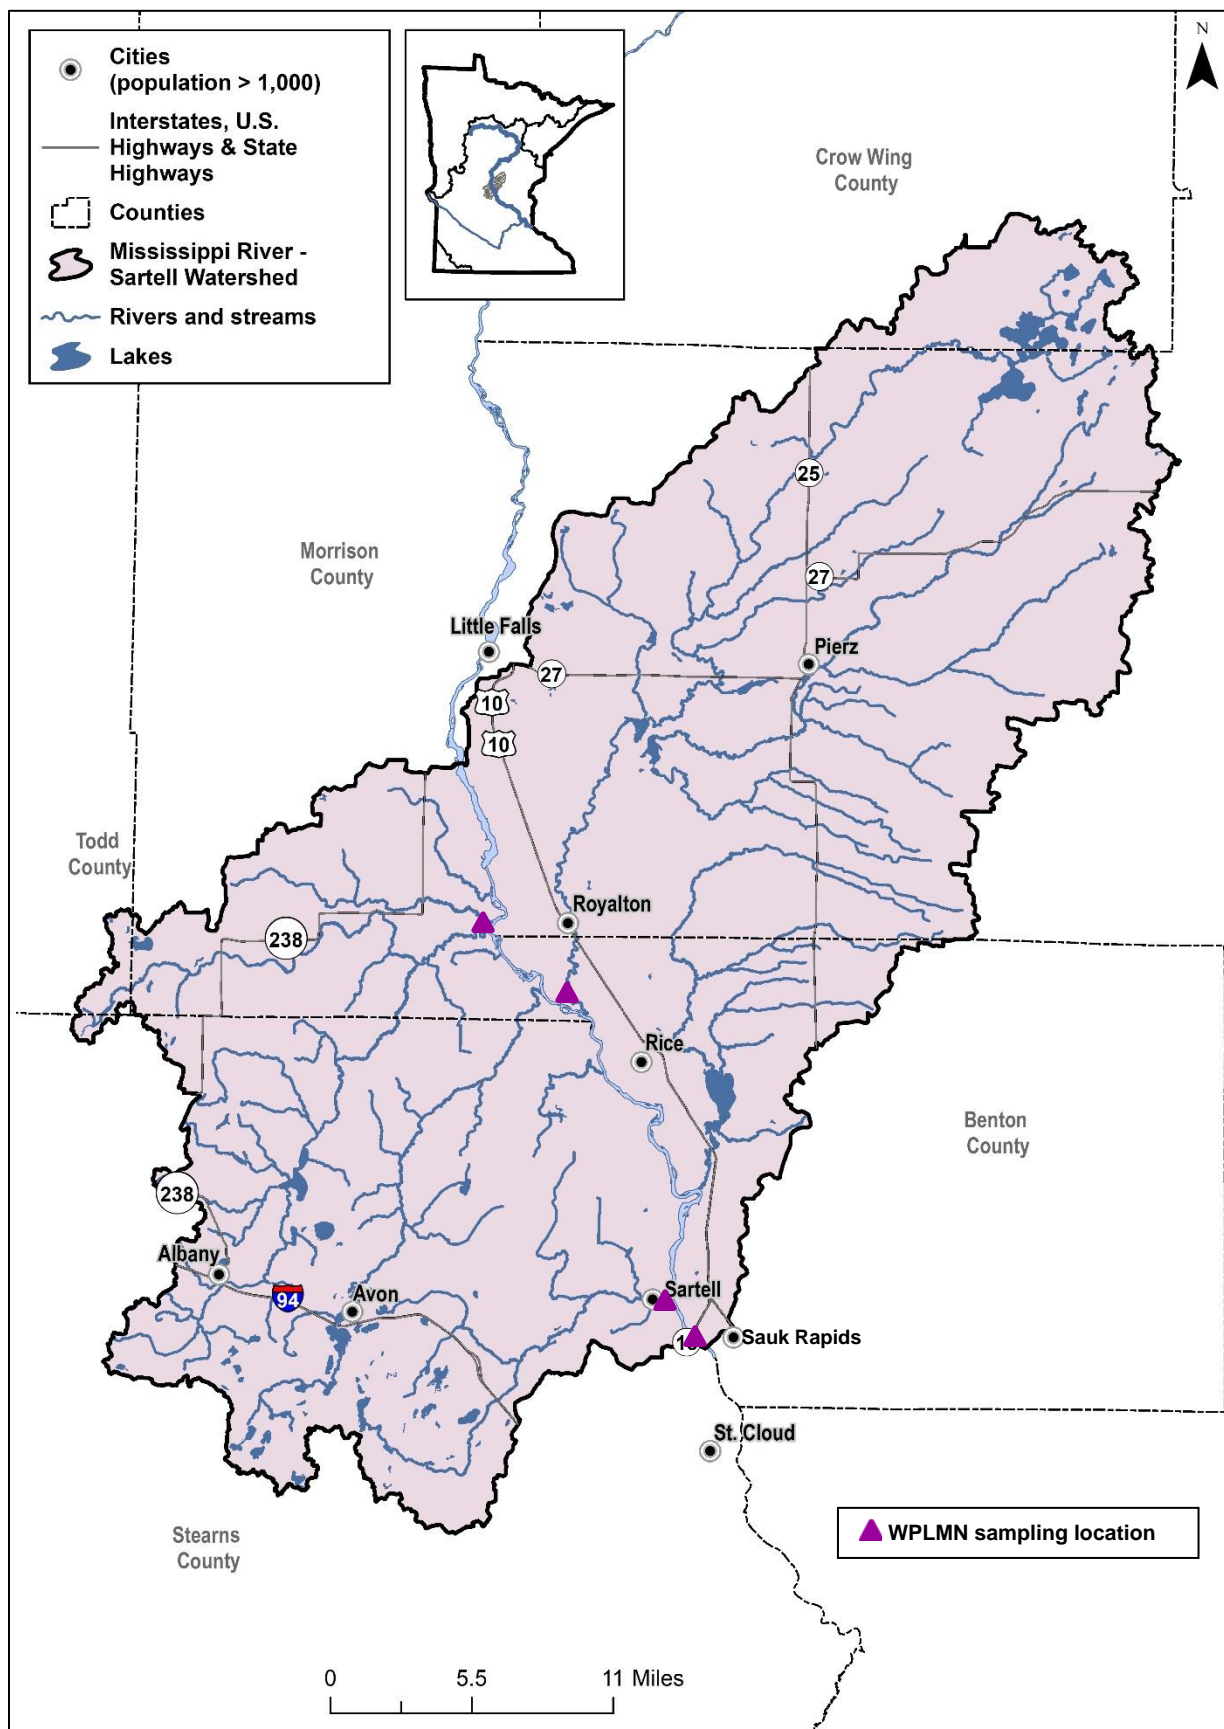 Cities
(population > 1,000)
Interstates, U.S.
Highways & State
Highways
Counties
Mississippi River -
Sartell Watershed
Rivers and streams
Lakes
N
Crow Wing
County
25
Morrison
County
27
Little Falls
Pierz
27
10
10
Todd
County
Royalton
238
Rice
Benton
County
238
Albany
94
Avon
Sartell
Sauk Rapids
St. Cloud
Stearns
County
WPLMN sampling location
0
5.5
11 Miles